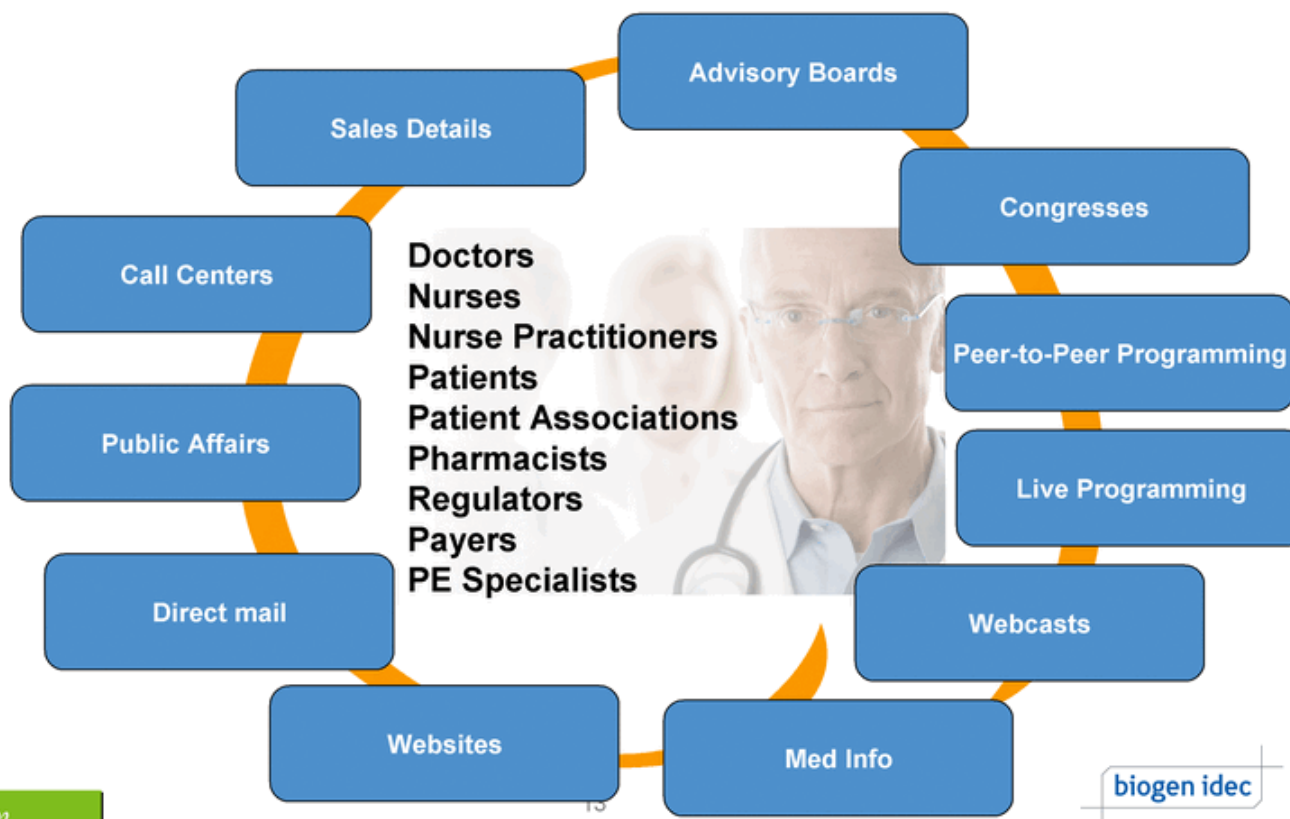 Advisory Boards
Sales Details
Congresses
Call Centers
Doctors
Nurses
Nurse Practitioners
Patients
Patient Associations
Pharmacists
Regulators
Payers
PE Specialists
Peer-to-Peer Programming
Public Affairs
Live Programming
Direct mail
Webcasts
Websites
Med Info
13
biogen idec